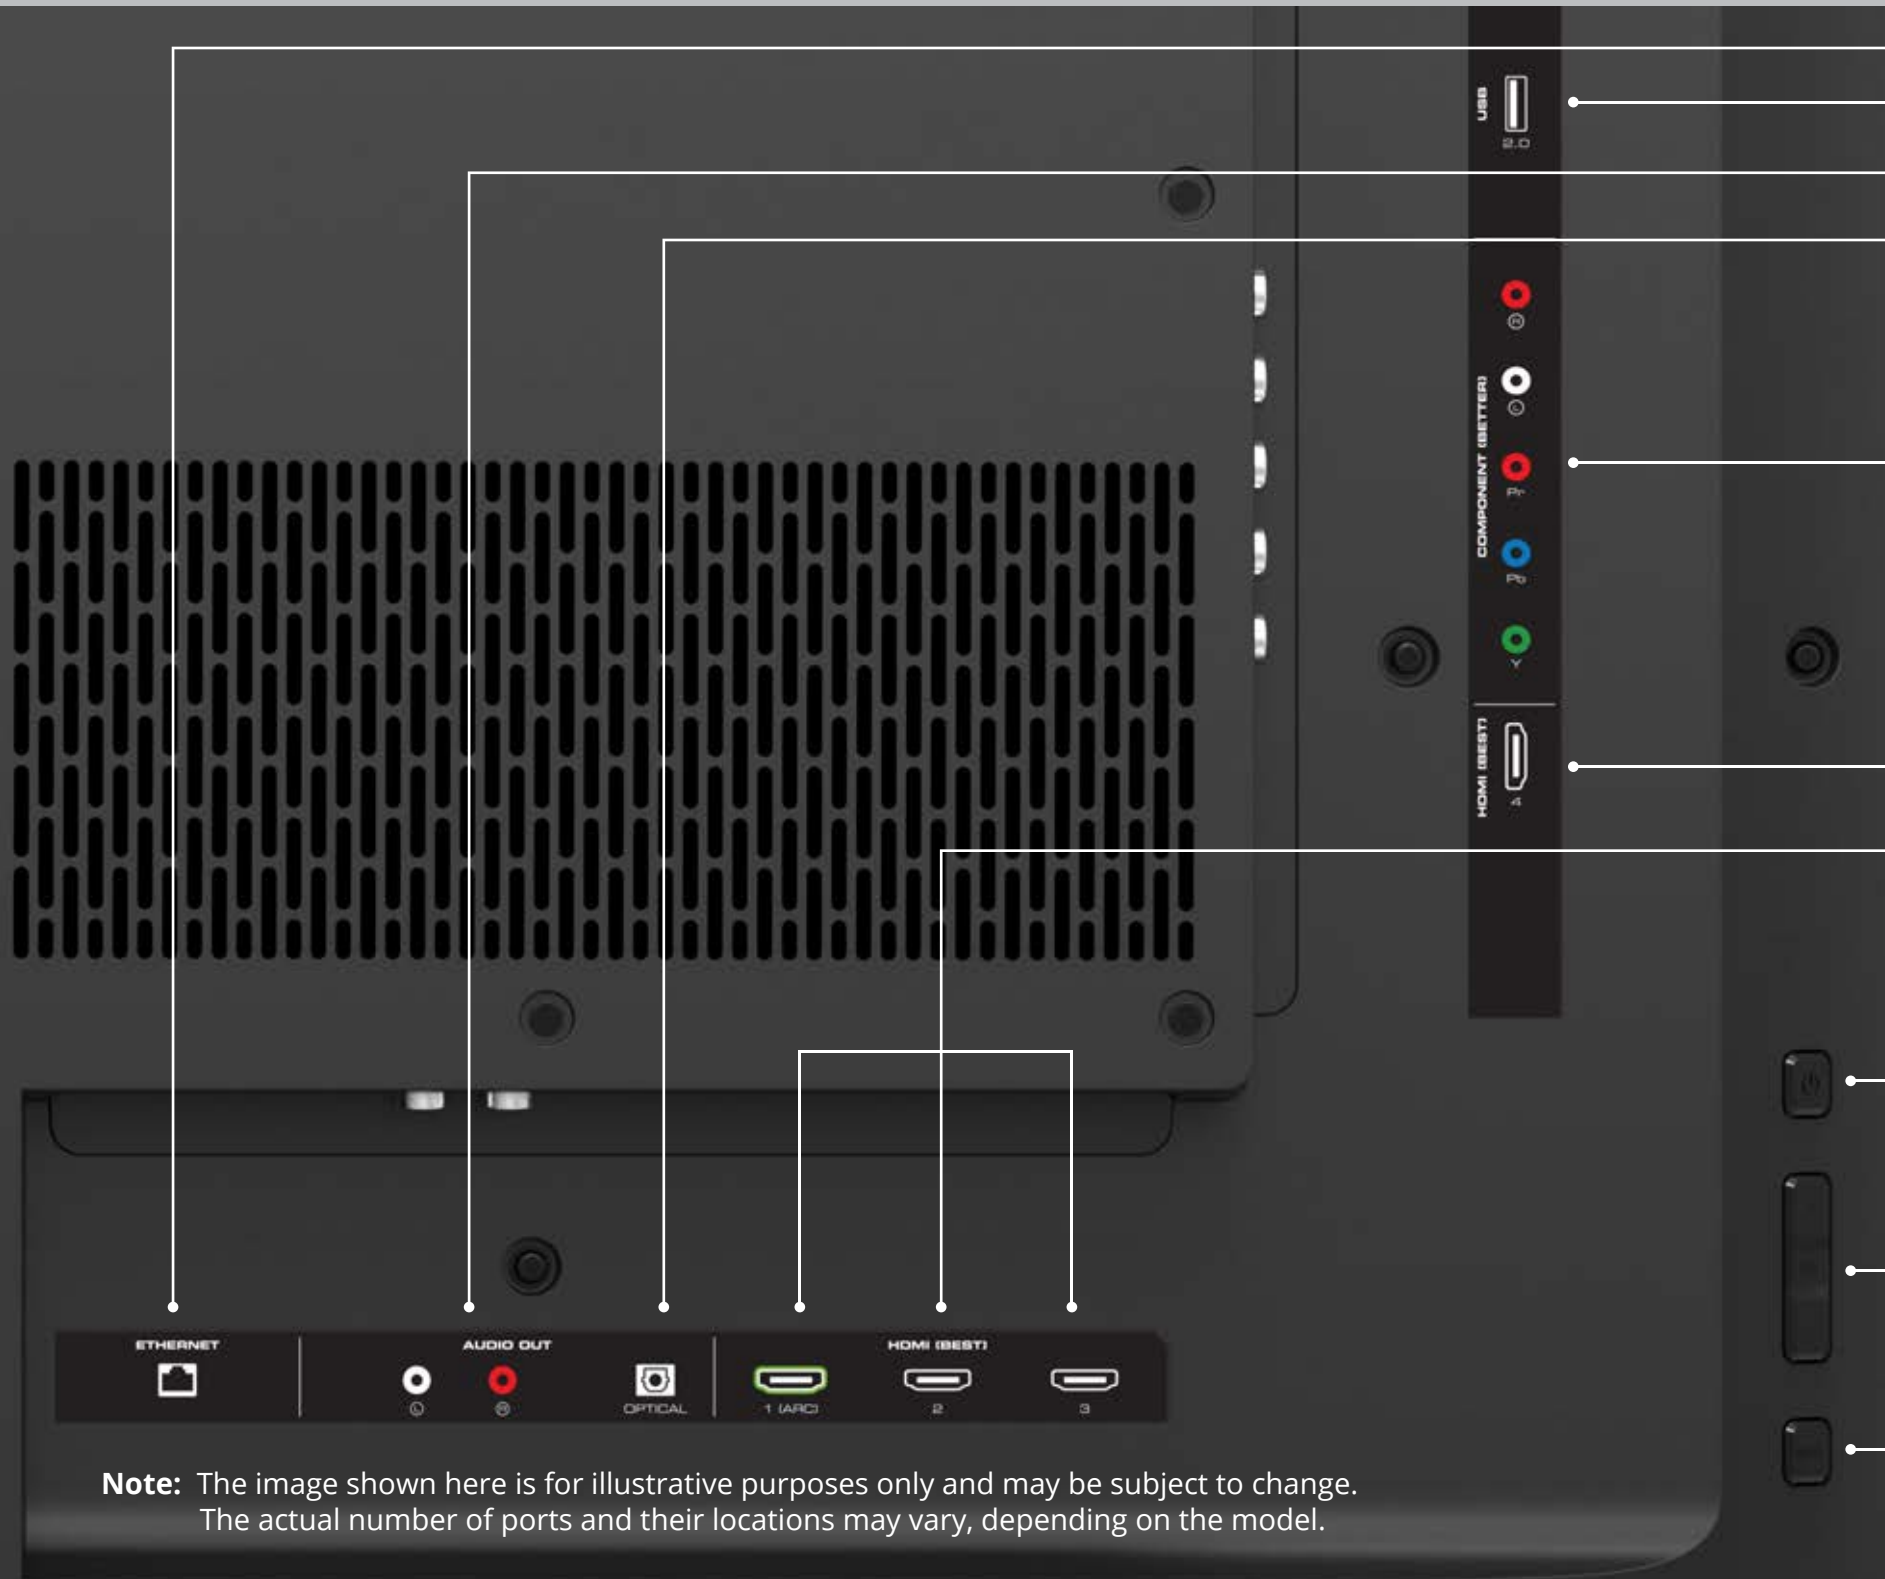 USB
2.0
R
L
COMPONENT (BETTER)
Pr
Pb
Y
HDMI (BEST)
4
ETHERNET
AUDIO OUT
HDMI (BEST)
L
R
OPTICAL
1 (ARC)
2
3
Note: The image shown here is for illustrative purposes only and may be subject to change.
The actual number of ports and their locations may vary, depending on the model.